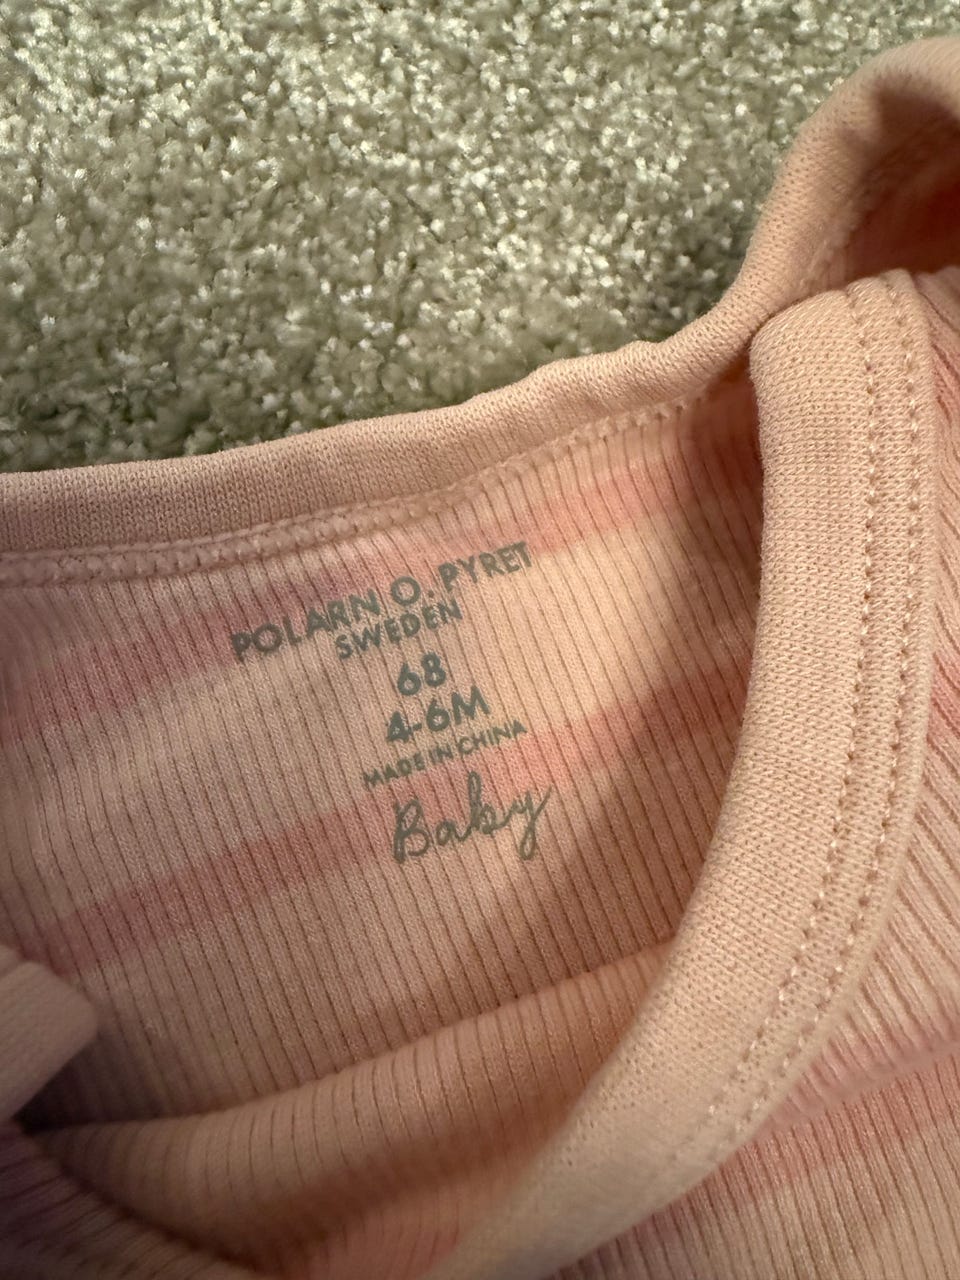 POLARN O. PYRET
SWEDEN
68
4-6M
MADE IN CHINA
Baby